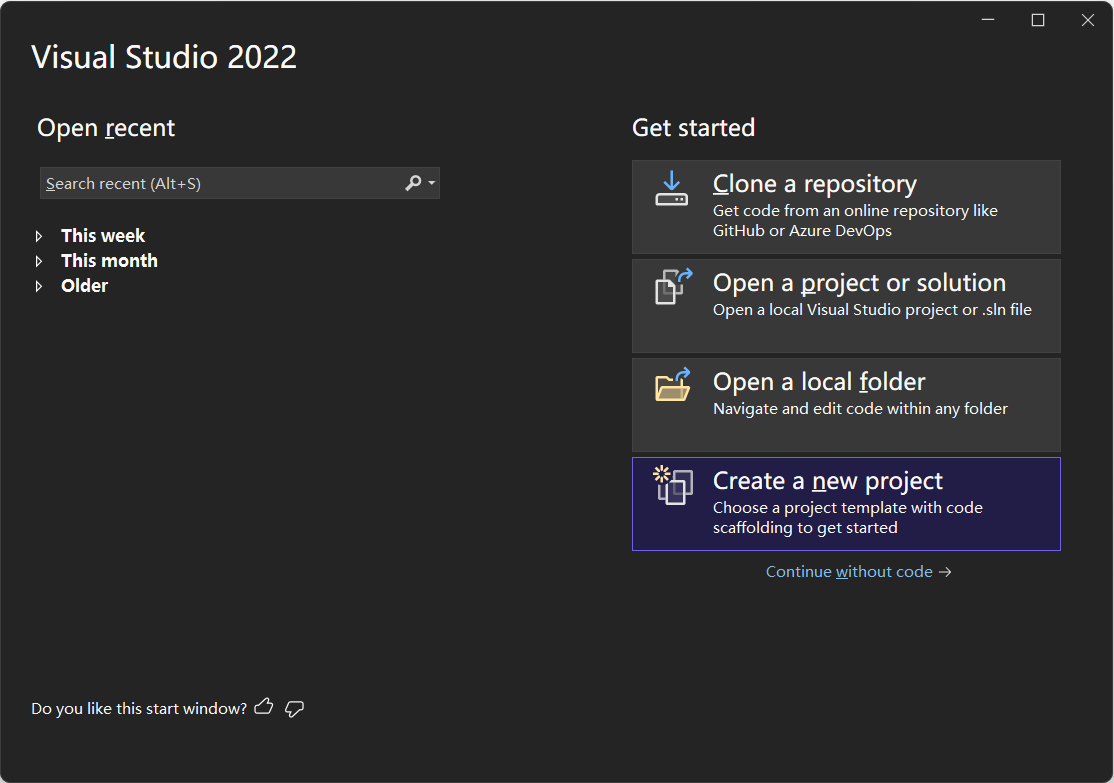 Visual Studio 2022
Open recent
Search recent (Alt+S)
This week
This month
Older
Get started
Clone a repository
Get code from an online repository like
GitHub or Azure DevOps
Open a project or solution
Open a local Visual Studio project or .sln file
Open a local folder
Navigate and edit code within any folder
Create a new project
Choose a project template with code
scaffolding to get started
Continue without code →
Do you like this start window?